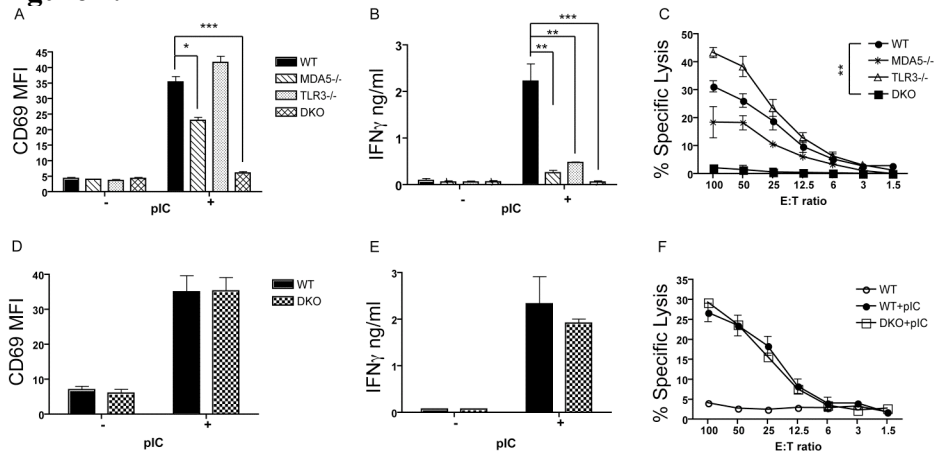 A
CD69 MFI
45
40
35
30
25
20
15
10
5
0
*
***
WT
MDA5-/-
TLR3-/-
DKO
-
+
pIC
B
IFNγ ng/ml
3
2
1
0
**
**
***
-
+
pIC
C
% Specific Lysis
50
40
30
20
10
0
100 50 25 12.5 6 3 1.5
E:T ratio
**
WT
MDA5-/-
TLR3-/-
DKO
D
CD69 MFI
40
30
20
10
0
WT
DKO
-
+
pIC
E
IFNγ ng/ml
3
2
1
0
-
+
pIC
F
% Specific Lysis
35
30
25
20
15
10
5
0
100 50 25 12.5 6 3 1.5
E:T ratio
WT
WT+pIC
DKO+pIC